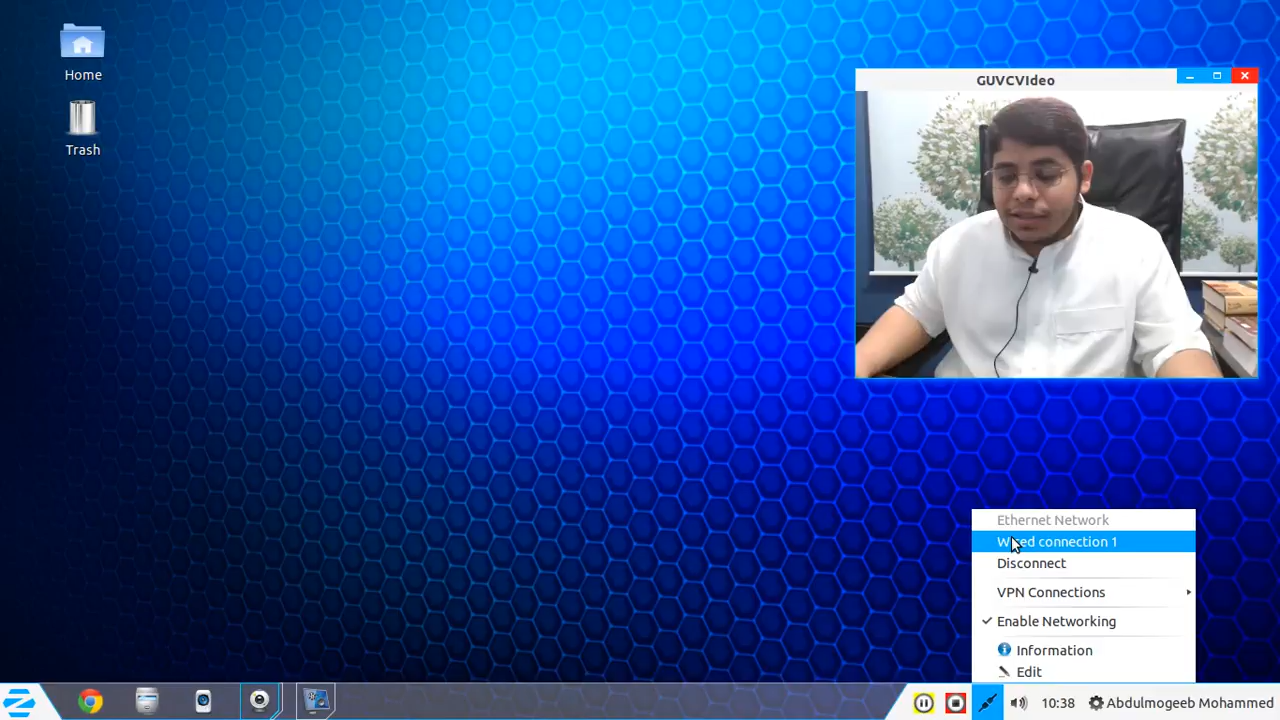 Home
Trash
GUVCVIdeo
Ethernet Network
Wired connection 1
Disconnect
VPN Connections
Enable Networking
Information
Edit
10:38
Abdulmogeeb Mohammed